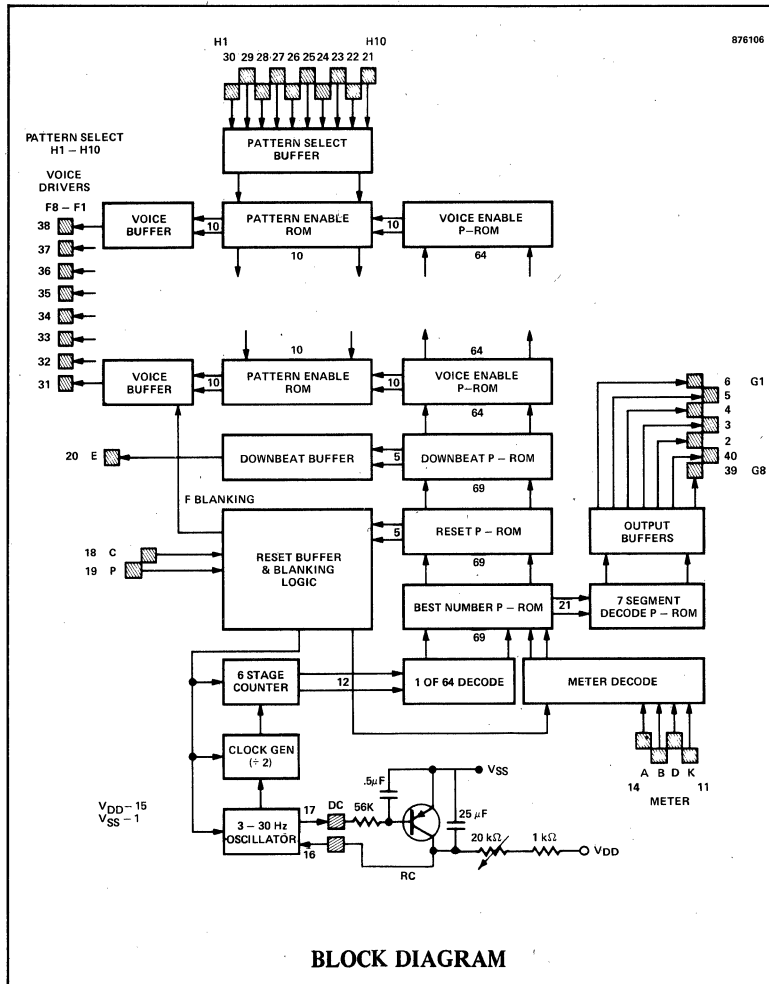 876106
H1 H10
30 29 28 27 26 25 24 23 22 21
PATTERN SELECT
BUFFER
PATTERN SELECT
H1 – H10
VOICE
DRIVERS
F8 – F1
38
37
36
35
34
33
32
31
VOICE
BUFFER
10
PATTERN ENABLE
ROM
10
VOICE ENABLE
P–ROM
10
64
10
64
VOICE
BUFFER
10
PATTERN ENABLE
ROM
10
VOICE ENABLE
P–ROM
64
20 E
DOWNBEAT BUFFER
5
DOWNBEAT P – ROM
69
F BLANKING
18 C
19 P
RESET BUFFER
& BLANKING
LOGIC
5
RESET P – ROM
69
BEST NUMBER P – ROM
69
21
7 SEGMENT
DECODE P – ROM
OUTPUT
BUFFERS
6 G1
5
4
3
2
40
39 G8
6 STAGE
COUNTER
12
1 OF 64 DECODE
METER DECODE
A B D K
14 11
METER
CLOCK GEN
(÷ 2)
VDD – 15
VSS – 1
3 – 30 Hz
OSCILLATOR
17
16
DC
56K
.5μF
VSS
25 μF
20 kΩ
1 kΩ
VDD
RC
BLOCK DIAGRAM